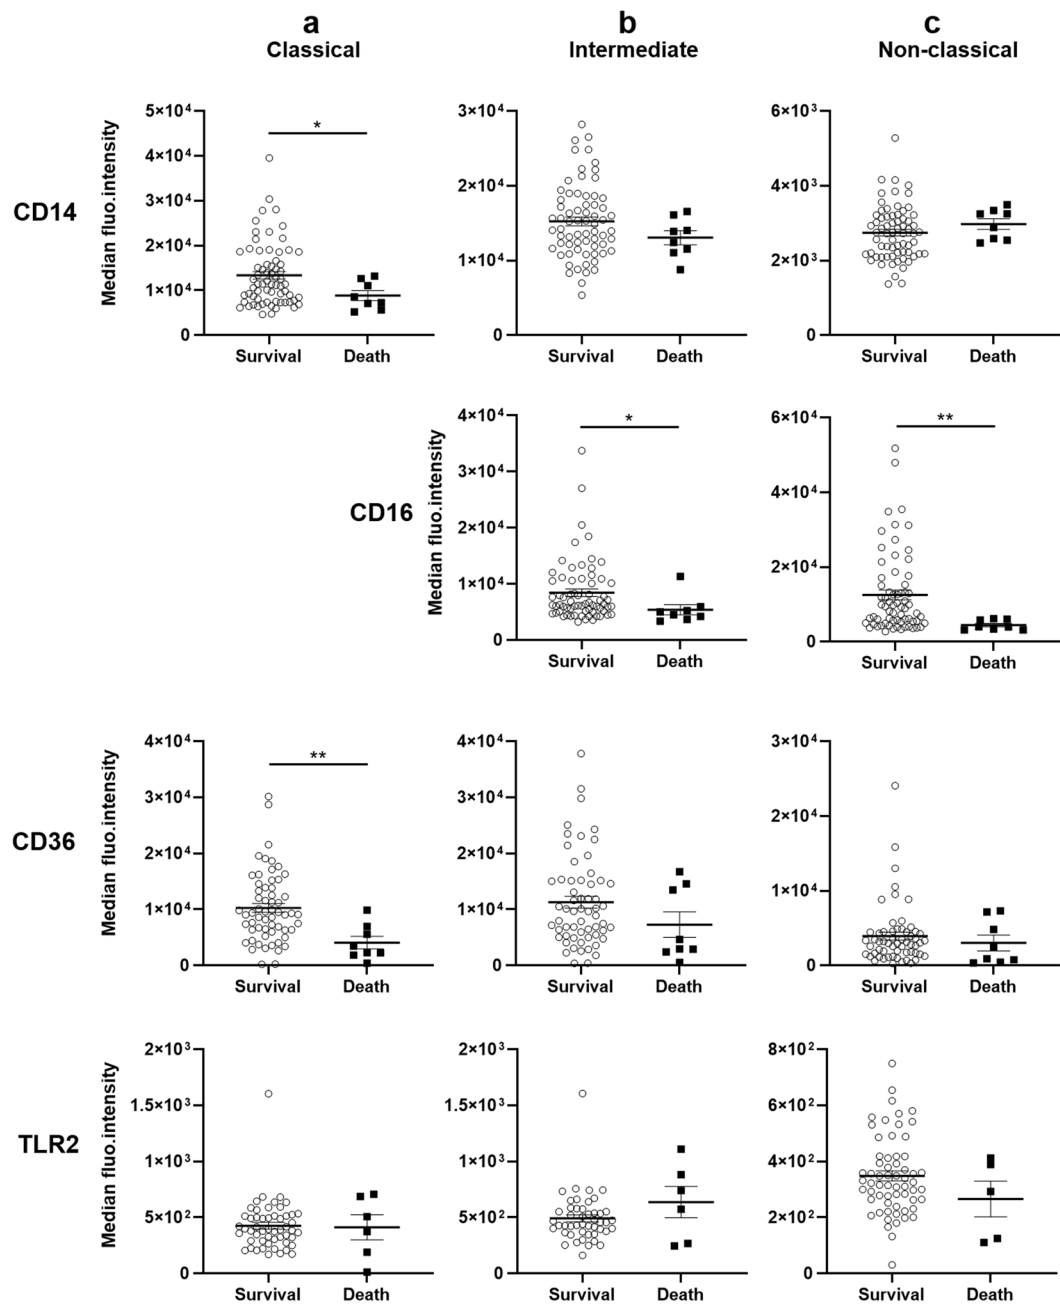 a b c
Classical Intermediate Non-classical
CD14
Median fluo.intensity
5×10⁴
4×10⁴
3×10⁴
2×10⁴
1×10⁴
0
*
Survival Death
3×10⁴
2×10⁴
1×10⁴
0
Survival Death
6×10³
4×10³
2×10³
0
Survival Death
CD16
Median fluo.intensity
4×10⁴
3×10⁴
2×10⁴
1×10⁴
0
*
Survival Death
6×10⁴
4×10⁴
2×10⁴
0
**
Survival Death
CD36
Median fluo.intensity
4×10⁴
3×10⁴
2×10⁴
1×10⁴
0
**
Survival Death
4×10⁴
3×10⁴
2×10⁴
1×10⁴
0
Survival Death
3×10⁴
2×10⁴
1×10⁴
0
Survival Death
TLR2
Median fluo.intensity
2×10³
1.5×10³
1×10³
5×10²
0
Survival Death
2×10³
1.5×10³
1×10³
5×10²
0
Survival Death
8×10²
6×10²
4×10²
2×10²
0
Survival Death